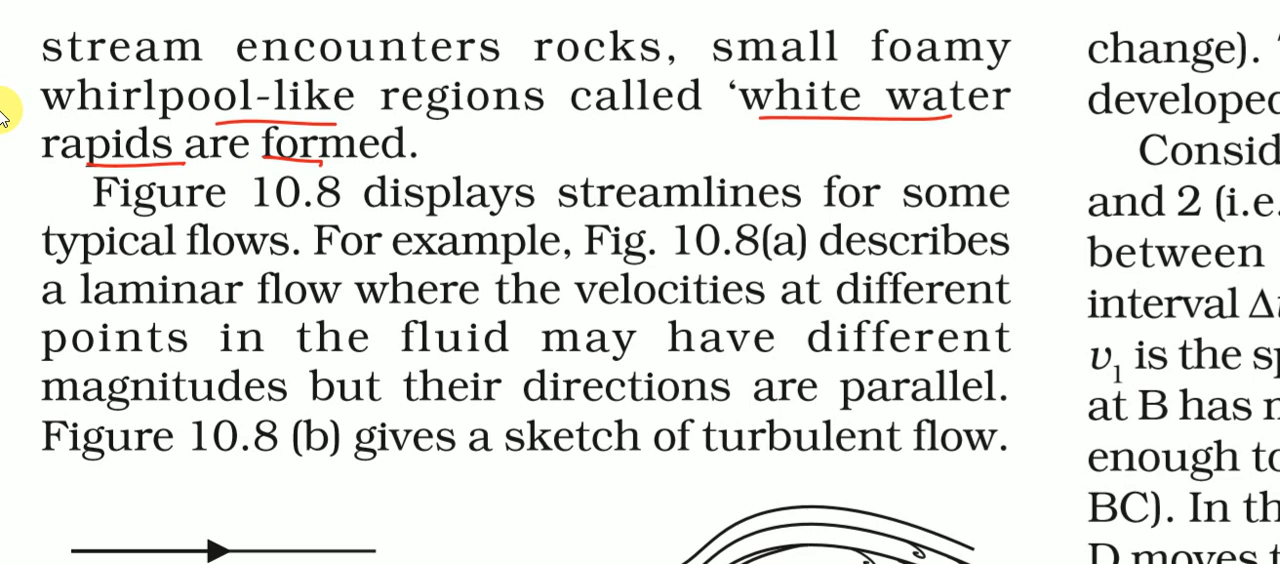 stream encounters rocks, small foamy
whirlpool-like regions called ‘white water
rapids are formed.
Figure 10.8 displays streamlines for some
typical flows. For example, Fig. 10.8(a) describes
a laminar flow where the velocities at different
points in the fluid may have different
magnitudes but their directions are parallel.
Figure 10.8 (b) gives a sketch of turbulent flow.
change).
developed
Consid
and 2 (i.e.
between
interval Δ
v₁ is the sp
at B has
enough to
BC). In th
D moves t